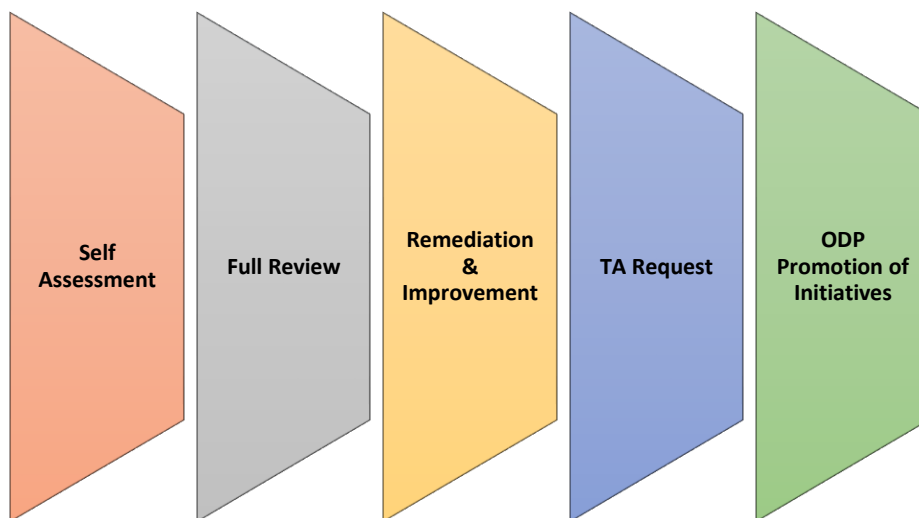 Self
Assessment
Full Review
Remediation
&
Improvement
TA Request
ODP
Promotion of
Initiatives